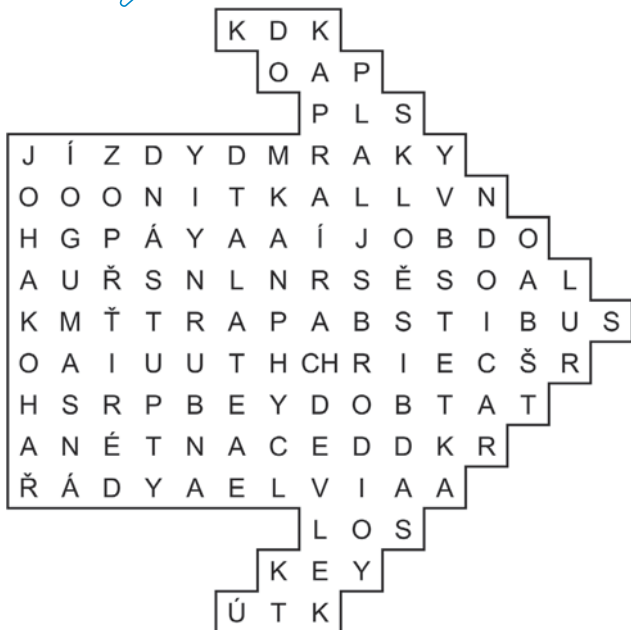 K D K
O A P
P L S
J Í Z D Y D M R A K Y
O O O N I T K A L L V N
H G P Á Y A A Í J O B D O
A U Ř S N L N R S Ě S O A L
K M Ť T R A P A B S T I B U S
O A I U U T H CH R I E C Š R
H S R P B E Y D O B T A T
A N É T N A C E D D K R
Ř Á D Y A E L V I A A
L O S
K E Y
Ú T K